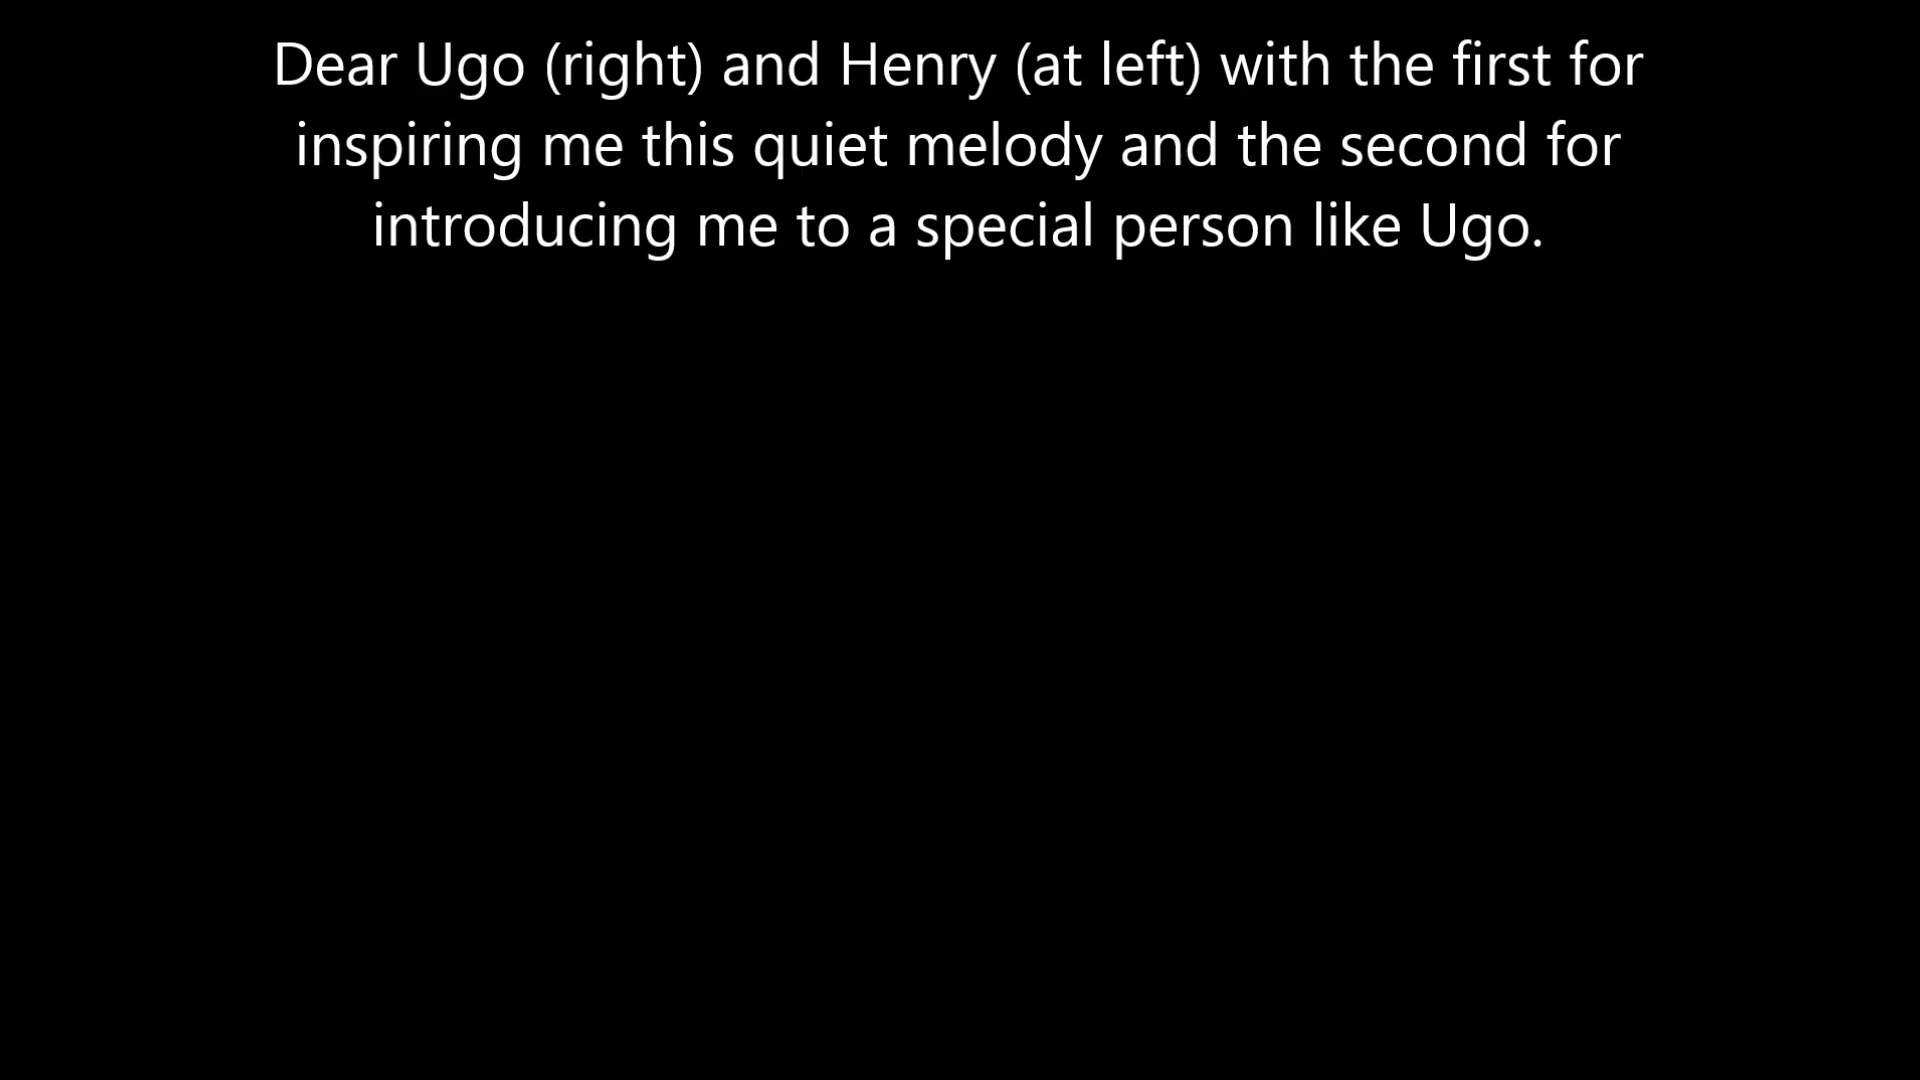 Dear Ugo (right) and Henry (at left) with the first for
inspiring me this quiet melody and the second for
introducing me to a special person like Ugo.